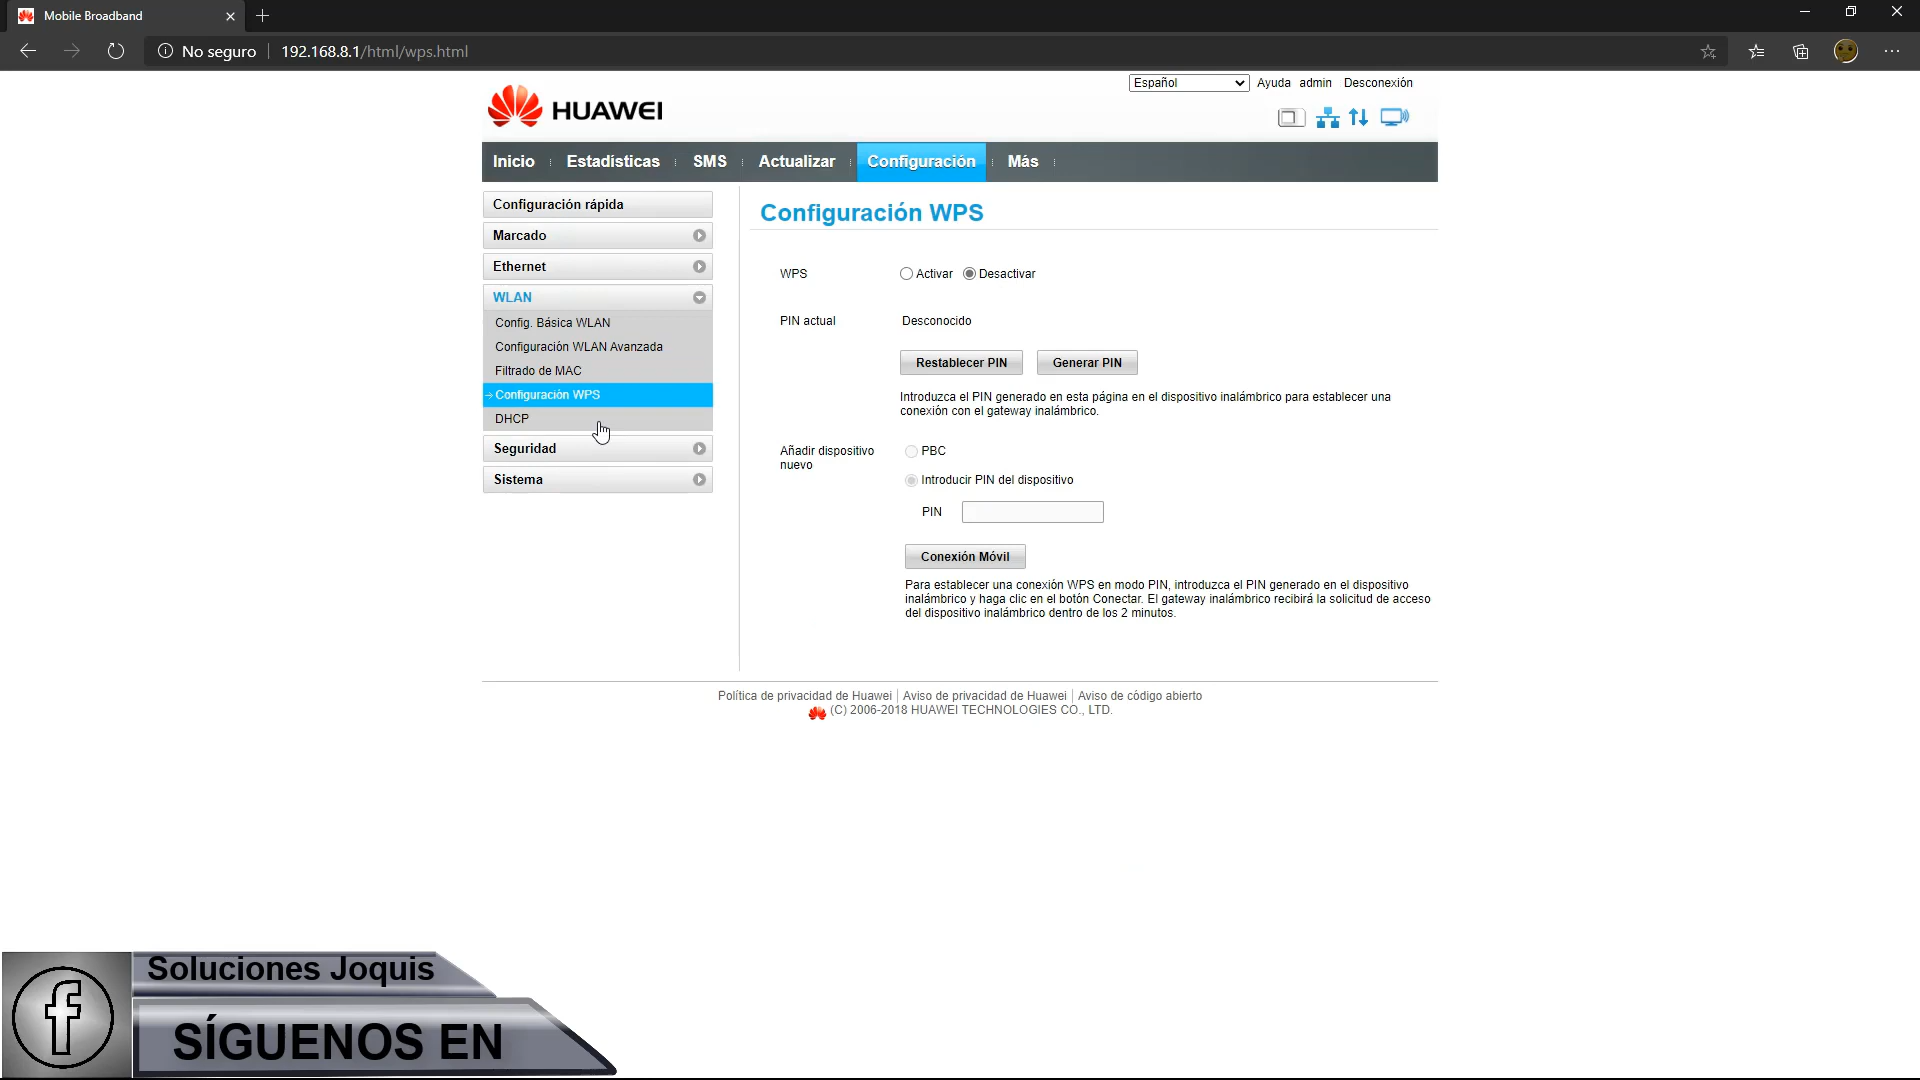 Mobile Broadband
No seguro 192.168.8.1/html/wps.html
Español Ayuda admin Desconexión
HUAWEI
Inicio Estadísticas SMS Actualizar Configuración Más
Configuración rápida
Marcado
Ethernet
WLAN
Config. Básica WLAN
Configuración WLAN Avanzada
Filtrado de MAC
Configuración WPS
DHCP
Seguridad
Sistema
Configuración WPS
WPS Activar Desactivar
PIN actual Desconocido
Restablecer PIN Generar PIN
Introduzca el PIN generado en esta página en el dispositivo inalámbrico para establecer una
conexión con el gateway inalámbrico.
Añadir dispositivo
nuevo
PBC
Introducir PIN del dispositivo
PIN
Conexión Móvil
Para establecer una conexión WPS en modo PIN, introduzca el PIN generado en el dispositivo
inalámbrico y haga clic en el botón Conectar. El gateway inalámbrico recibirá la solicitud de acceso
del dispositivo inalámbrico dentro de los 2 minutos.
Política de privacidad de Huawei | Aviso de privacidad de Huawei | Aviso de código abierto
(C) 2006-2018 HUAWEI TECHNOLOGIES CO., LTD.
Soluciones Joquis
f
SÍGUENOS EN